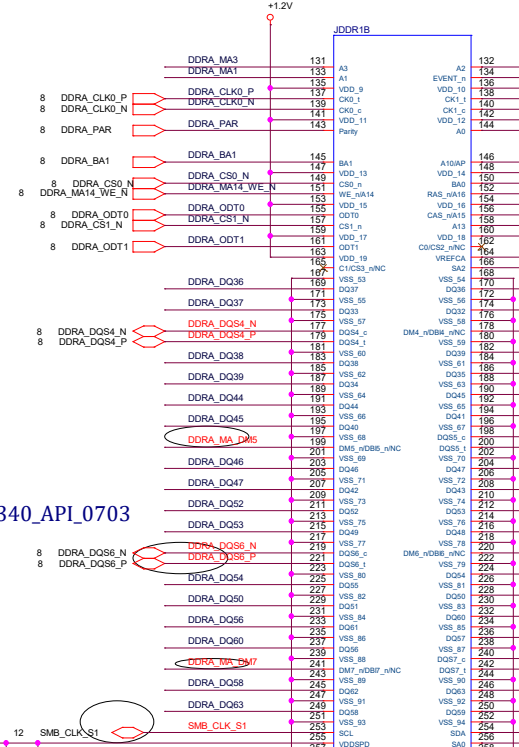 +1.2V
JDDR1B
DDRA_MA3 131 A3 A2 132
DDRA_MA1 133 A1 EVENT_n 134
135 VDD_9 VDD_10 136
8 DDRA_CLK0_P DDRA_CLK0_P 137 CK0_t CK1_t 138
8 DDRA_CLK0_N DDRA_CLK0_N 139 CK0_c CK1_c 140
141 VDD_11 VDD_12 142
8 DDRA_PAR DDRA_PAR 143 Parity A0 144
8 DDRA_BA1 DDRA_BA1 145 BA1 A10/AP 146
147 VDD_13 VDD_14 148
8 DDRA_CS0_N DDRA_CS0_N 149 CS0_n BA0 150
8 DDRA_MA14_WE_N DDRA_MA14_WE_N 151 WE_n/A14 RAS_n/A16 152
153 VDD_15 VDD_16 154
8 DDRA_ODT0 DDRA_ODT0 155 ODT0 CAS_n/A15 156
8 DDRA_CS1_N DDRA_CS1_N 157 CS1_n A13 158
159 VDD_17 VDD_18 160
8 DDRA_ODT1 DDRA_ODT1 161 ODT1 C0/CS2_n/NC 162
163 VDD_19 VREFCA 164
165 C1/CS3_n/NC SA2 166
167 VSS_53 VSS_54 168
DDRA_DQ36 169 DQ37 DQ36 170
171 VSS_55 VSS_56 172
DDRA_DQ37 173 DQ33 DQ32 174
175 VSS_57 VSS_58 176
8 DDRA_DQS4_N DDRA_DQS4_N 177 DQS4_c DM4_n/DBI4_n/NC 178
8 DDRA_DQS4_P DDRA_DQS4_P 179 DQS4_t VSS_59 180
181 VSS_60 DQ39 182
DDRA_DQ38 183 DQ38 VSS_61 184
185 VSS_62 DQ35 186
DDRA_DQ39 187 DQ34 VSS_63 188
189 VSS_64 DQ45 190
DDRA_DQ44 191 DQ44 VSS_65 192
193 VSS_66 DQ41 194
DDRA_DQ45 195 DQ40 VSS_67 196
197 VSS_68 DQS5_c 198
DDRA_MA_DM5 199 DM5_n/DBI5_n/NC DQS5_t 200
201 VSS_69 VSS_70 202
DDRA_DQ46 203 DQ46 DQ47 204
205 VSS_71 VSS_72 206
DDRA_DQ47 207 DQ42 DQ43 208
209 VSS_73 VSS_74 210
DDRA_DQ52 211 DQ52 DQ53 212
340_API_0703
213 VSS_75 VSS_76 214
DDRA_DQ53 215 DQ49 DQ48 216
217 VSS_77 VSS_78 218
8 DDRA_DQS6_N DDRA_DQS6_N 219 DQS6_c DM6_n/DBI6_n/NC 220
8 DDRA_DQS6_P DDRA_DQS6_P 221 DQS6_t VSS_79 222
223 VSS_80 DQ54 224
DDRA_DQ54 225 DQ55 VSS_81 226
227 VSS_82 DQ50 228
DDRA_DQ50 229 DQ51 VSS_83 230
231 VSS_84 DQ60 232
DDRA_DQ56 233 DQ61 VSS_85 234
235 VSS_86 DQ57 236
DDRA_DQ60 237 DQ56 VSS_87 238
239 VSS_88 DQS7_c 240
DDRA_MA_DM7 241 DM7_n/DBI7_n/NC DQS7_t 242
243 VSS_89 VSS_90 244
DDRA_DQ58 245 DQ62 DQ63 246
247 VSS_91 VSS_92 248
DDRA_DQ63 249 DQ58 DQ59 250
251 VSS_93 VSS_94 252
12 SMB_CLK_S1 SMB_CLK_S1 253 SCL SDA 254
255 VDDSPD SA0 256